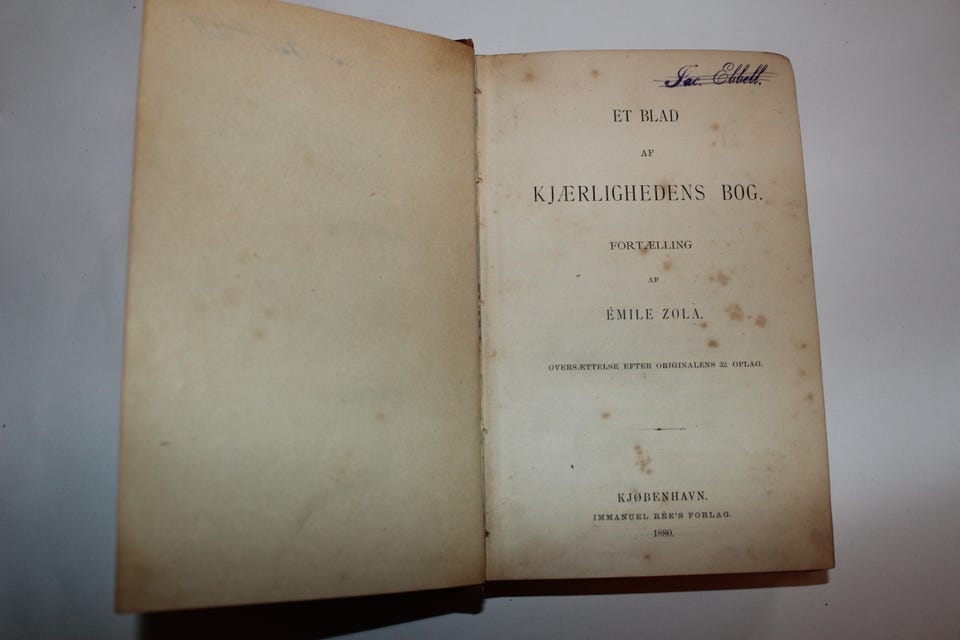 Jac. Ebbell.
ET BLAD
AF
KJÆRLIGHEDENS BOG.
FORTÆLLING
AF
ÉMILE ZOLA.
OVERSÆTTELSE EFTER ORIGINALENS 32. OPLAG.
KJØBENHAVN.
IMMANUEL RÉE'S FORLAG.
1880.